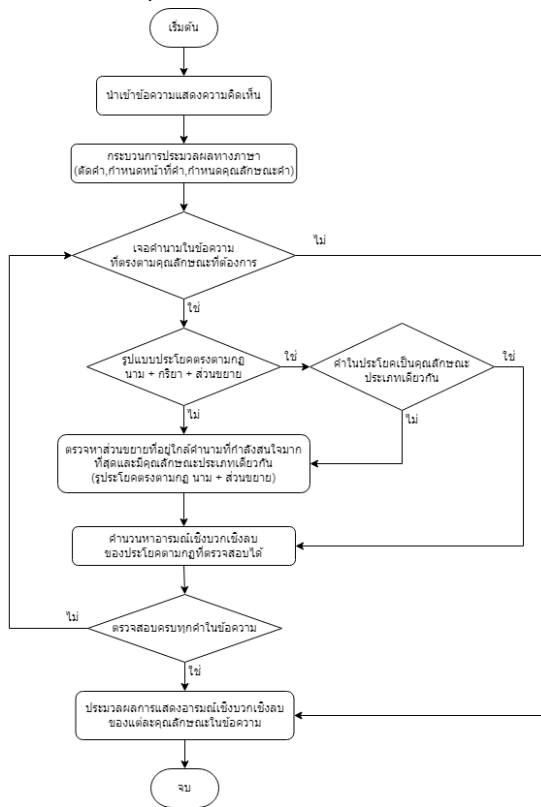 เริ่มต้น
นำเข้าข้อความแสดงความคิดเห็น
กระบวนการประมวลผลทางภาษา
(ตัดคำ,กำหนดหน้าที่คำ,กำหนดคุณลักษณะคำ)
เจอคำนามในข้อความ
ที่ตรงตามคุณลักษณะที่ต้องการ
ไม่
ใช่
รูปแบบประโยคตรงตามกฏ
นาม + กริยา + ส่วนขยาย
ใช่
คำในประโยคเป็นคุณลักษณะ
ประเภทเดียวกัน
ใช่
ไม่
ไม่
ตรวจหาส่วนขยายที่อยู่ใกล้คำนามที่กำลังสนใจมาก
ที่สุดและมีคุณลักษณะประเภทเดียวกัน
(รูประโยคตรงตามกฏ นาม + ส่วนขยาย)
คำนวนหาอารมณ์เชิงบวกเชิงลบ
ของประโยคตามกฏที่ตรวจสอบได้
ไม่
ตรวจสอบครบทุกคำในข้อความ
ใช่
ประมวลผลการแสดงอารมณ์เชิงบวกเชิงลบ
ของแต่ละคุณลักษณะในข้อความ
จบ